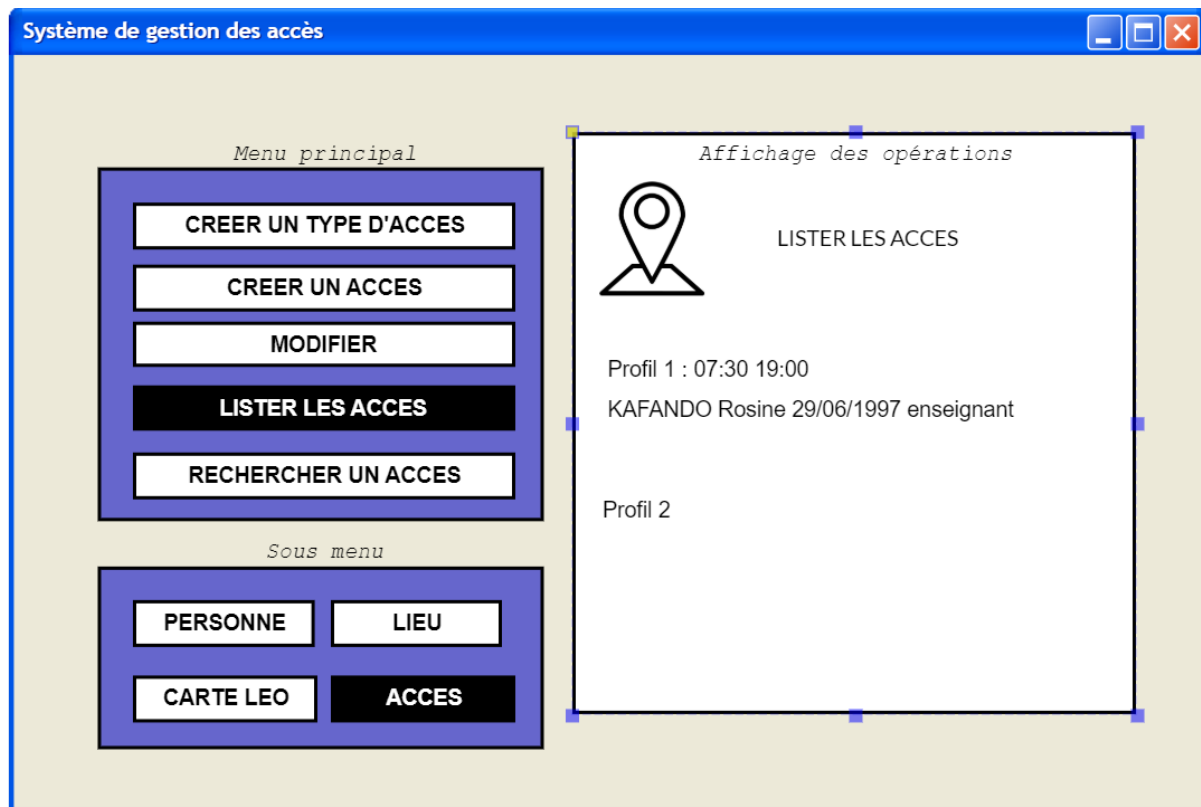 Système de gestion des accès
Menu principal
CREER UN TYPE D'ACCES
CREER UN ACCES
MODIFIER
LISTER LES ACCES
RECHERCHER UN ACCES
Sous menu
PERSONNE
LIEU
CARTE LEO
ACCES
Affichage des opérations
LISTER LES ACCES
Profil 1 : 07:30 19:00
KAFANDO Rosine 29/06/1997 enseignant
Profil 2